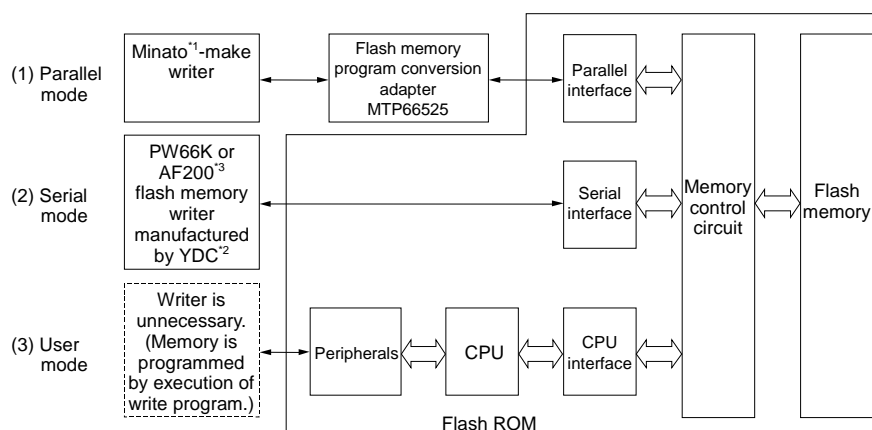 (1) Parallel
mode
Minato*1-make
writer
Flash memory
program conversion
adapter
MTP66525
Parallel
interface
(2) Serial
mode
PW66K or
AF200*3
flash memory
writer
manufactured
by YDC*2
Serial
interface
Memory
control
circuit
Flash
memory
(3) User
mode
Writer is
unnecessary.
(Memory is
programmed
by execution of
write program.)
Peripherals
CPU
CPU
interface
Flash ROM